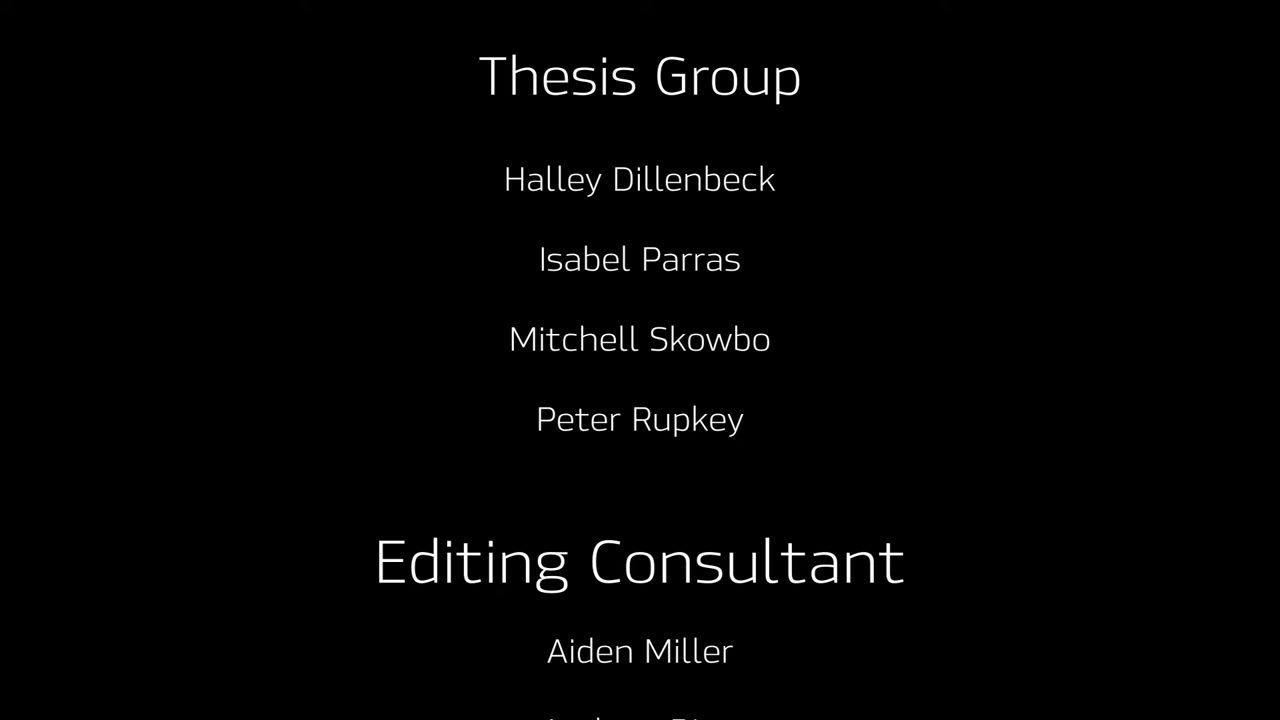 Thesis Group
Halley Dillenbeck
Isabel Parras
Mitchell Skowbo
Peter Rupkey
Editing Consultant
Aiden Miller